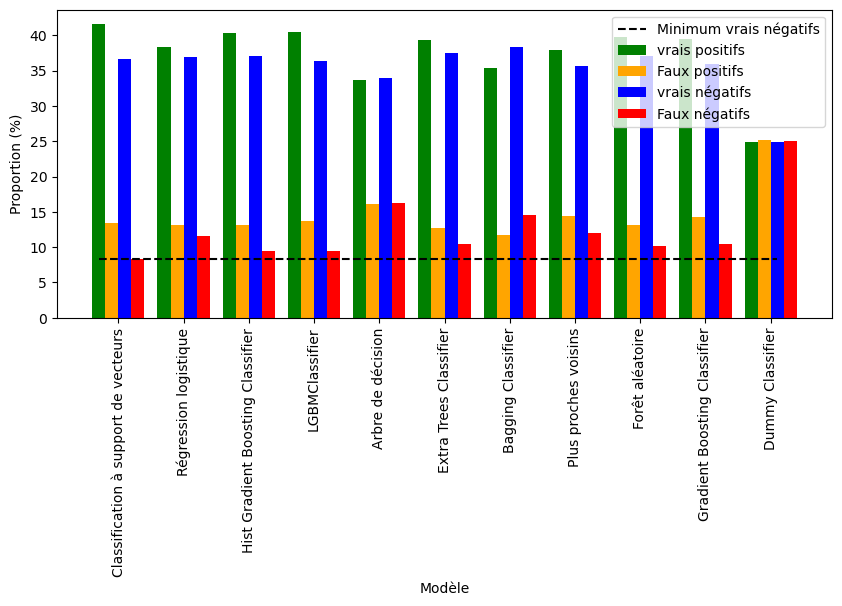 Minimum vrais négatifs
vrais positifs
Faux positifs
vrais négatifs
Faux négatifs
Proportion (%)
40
35
30
25
20
15
10
5
0
Classification à support de vecteurs
Régression logistique
Hist Gradient Boosting Classifier
LGBMClassifier
Arbre de décision
Extra Trees Classifier
Bagging Classifier
Plus proches voisins
Forêt aléatoire
Gradient Boosting Classifier
Dummy Classifier
Modèle